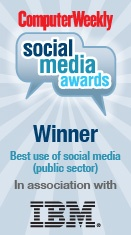 ComputerWeekly
social
media
awards
Winner
Best use of social media
(public sector)
In association with
IBM